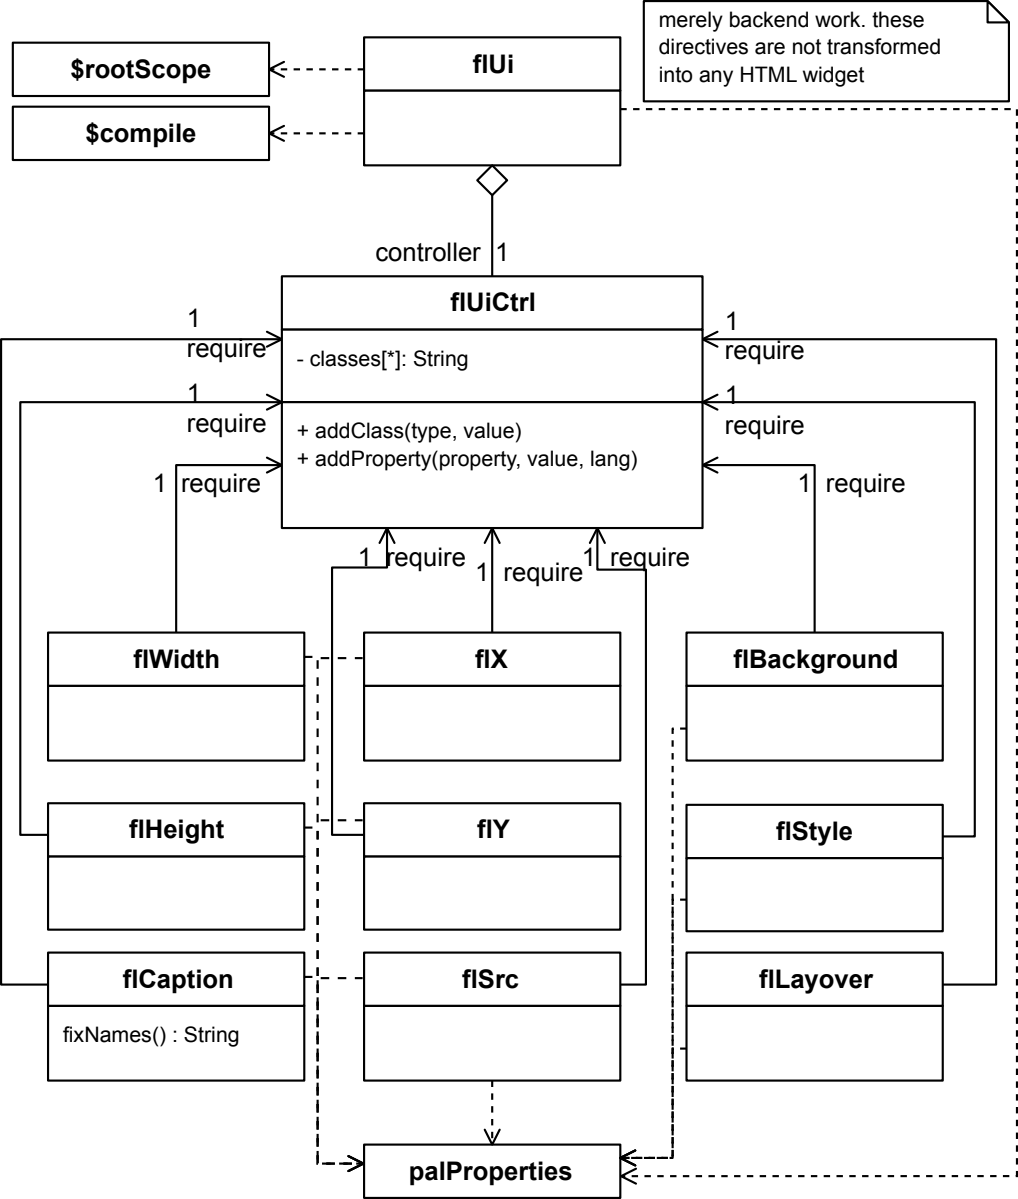 merely backend work. these
directives are not transformed
into any HTML widget
$rootScope
flUi
$compile
controller 1
flUiCtrl
1
require
1
require
- classes[*]: String
1
require
1
require
+ addClass(type, value)
+ addProperty(property, value, lang)
1 require
1 require
1 require
1 require
1 require
flWidth
flX
flBackground
flHeight
flY
flStyle
flCaption
flSrc
flLayover
fixNames() : String
palProperties